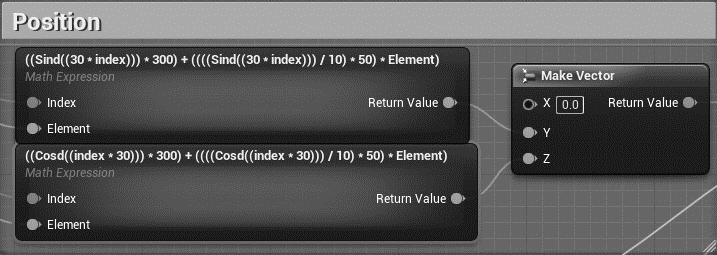 Position
((Sind((30 * index))) * 300) + ((((Sind((30 * index))) / 10) * 50) * Element)
Math Expression
Index
Return Value
Element
((Cosd((index * 30))) * 300) + ((((Cosd((index * 30))) / 10) * 50) * Element)
Math Expression
Index
Return Value
Element
Make Vector
X 0.0
Return Value
Y
Z